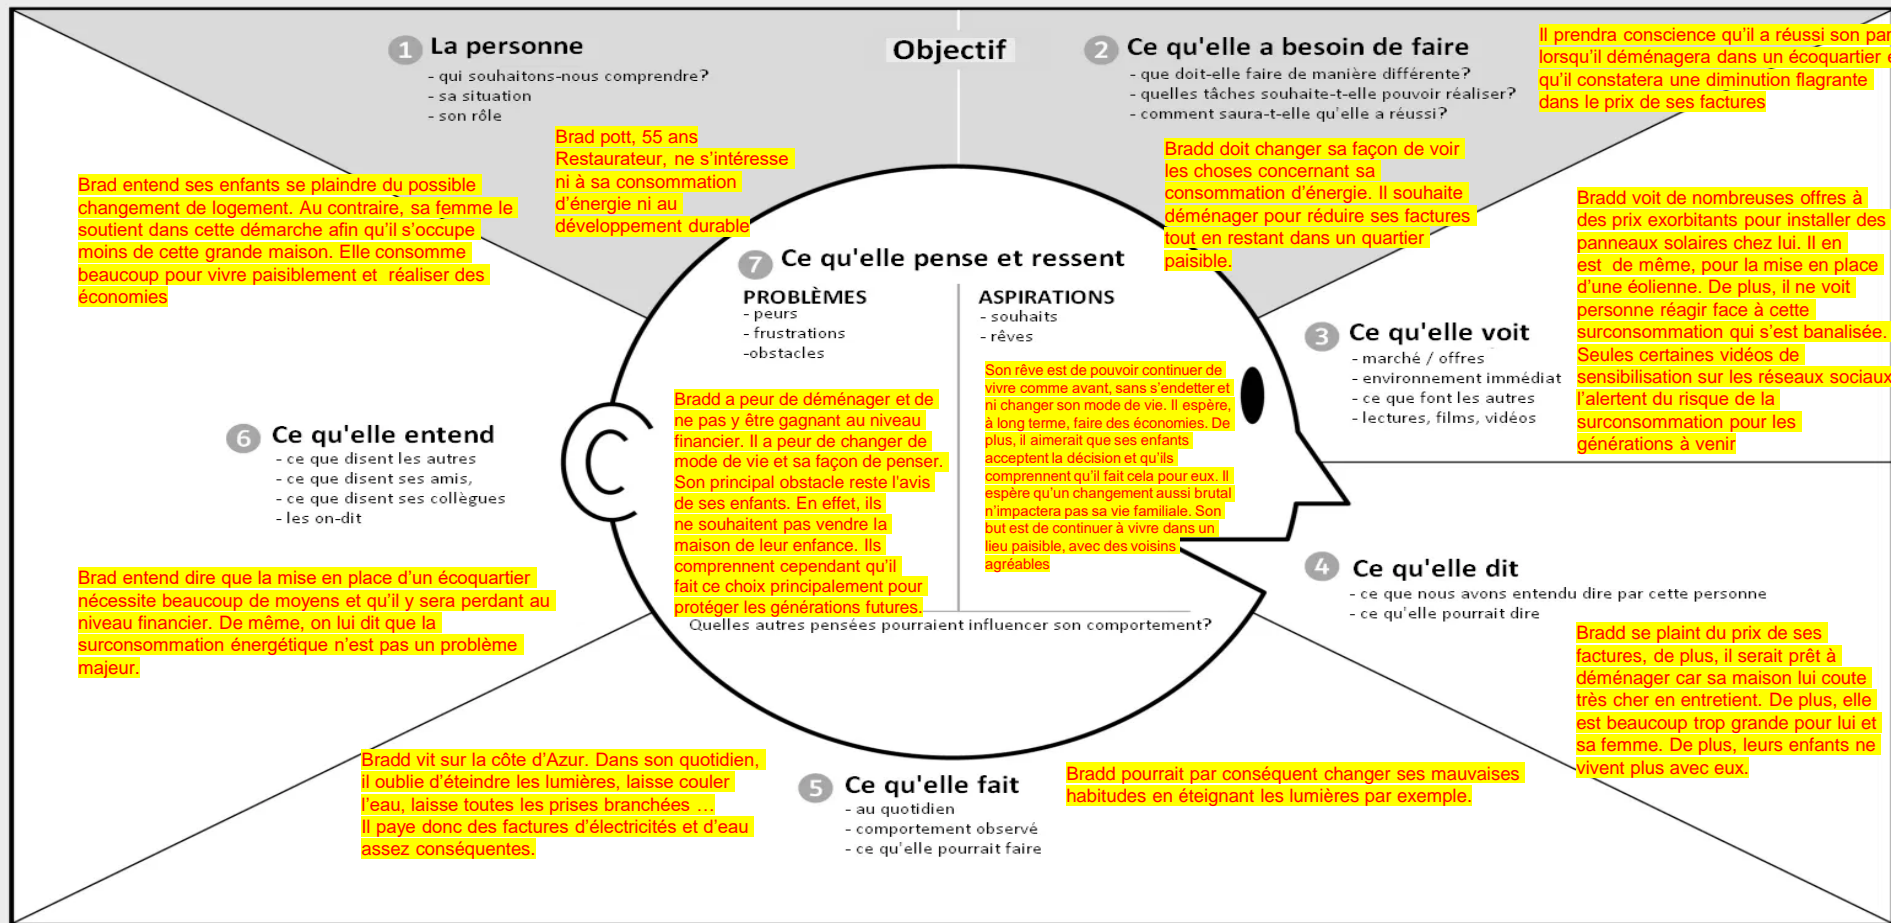 Objectif
1 La personne
- qui souhaitons-nous comprendre?
- sa situation
- son rôle
Brad pott, 55 ans
Restaurateur, ne s’intéresse
ni à sa consommation
d’énergie ni au
développement durable
2 Ce qu'elle a besoin de faire
- que doit-elle faire de manière différente?
- quelles tâches souhaite-t-elle pouvoir réaliser?
- comment saura-t-elle qu'elle a réussi?
Il prendra conscience qu’il a réussi son
lorsqu’il déménagera dans un écoquartier
qu’il constatera une diminution flagrante
dans le prix de ses factures
Bradd doit changer sa façon de voir
les choses concernant sa
consommation d’énergie. Il souhaite
déménager pour réduire ses factures
tout en restant dans un quartier
paisible.
3 Ce qu'elle voit
- marché / offres
- environnement immédiat
- ce que font les autres
- lectures, films, vidéos
Bradd voit de nombreuses offres à
des prix exorbitants pour installer des
panneaux solaires chez lui. Il en
est de même, pour la mise en place
d’une éolienne. De plus, il ne voit
personne réagir face à cette
surconsommation qui s’est banalisée.
Seules certaines vidéos de
sensibilisation sur les réseaux sociaux
l’alertent du risque de la
surconsommation pour les
générations à venir
4 Ce qu'elle dit
- ce que nous avons entendu dire par cette personne
- ce qu'elle pourrait dire
Bradd se plaint du prix de ses
factures, de plus, il serait prêt à
déménager car sa maison lui coute
très cher en entretient. De plus, elle
est beaucoup trop grande pour lui et
sa femme. De plus, leurs enfants ne
vivent plus avec eux.
5 Ce qu'elle fait
- au quotidien
- comportement observé
- ce qu'elle pourrait faire
Bradd vit sur la côte d’Azur. Dans son quotidien,
il oublie d’éteindre les lumières, laisse couler
l’eau, laisse toutes les prises branchées …
Il paye donc des factures d’électricités et d’eau
assez conséquentes.
Bradd pourrait par conséquent changer ses mauvaises
habitudes en éteignant les lumières par exemple.
6 Ce qu'elle entend
- ce que disent les autres
- ce que disent ses amis,
- ce que disent ses collègues
- les on-dit
Brad entend ses enfants se plaindre du possible
changement de logement. Au contraire, sa femme le
soutient dans cette démarche afin qu’il s’occupe
moins de cette grande maison. Elle consomme
beaucoup pour vivre paisiblement et réaliser des
économies
Brad entend dire que la mise en place d’un écoquartier
nécessite beaucoup de moyens et qu’il y sera perdant au
niveau financier. De même, on lui dit que la
surconsommation énergétique n’est pas un problème
majeur.
7 Ce qu'elle pense et ressent
PROBLÈMES
- peurs
- frustrations
-obstacles
Bradd a peur de déménager et de
ne pas y être gagnant au niveau
financier. Il a peur de changer de
mode de vie et sa façon de penser.
Son principal obstacle reste l’avis
de ses enfants. En effet, ils
ne souhaitent pas vendre la
maison de leur enfance. Ils
comprennent cependant qu’il
fait ce choix principalement pour
protéger les générations futures.
ASPIRATIONS
- souhaits
- rêves
Son rêve est de pouvoir continuer de
vivre comme avant, sans s’endetter et
ni changer son mode de vie. Il espère,
à long terme, faire des économies. De
plus, il aimerait que ses enfants
acceptent la décision et qu’ils
comprennent qu’il fait cela pour eux. Il
espère qu’un changement aussi brutal
n’impactera pas sa vie familiale. Son
but est de continuer à vivre dans un
lieu paisible, avec des voisins
agréables
Quelles autres pensées pourraient influencer son comportement?